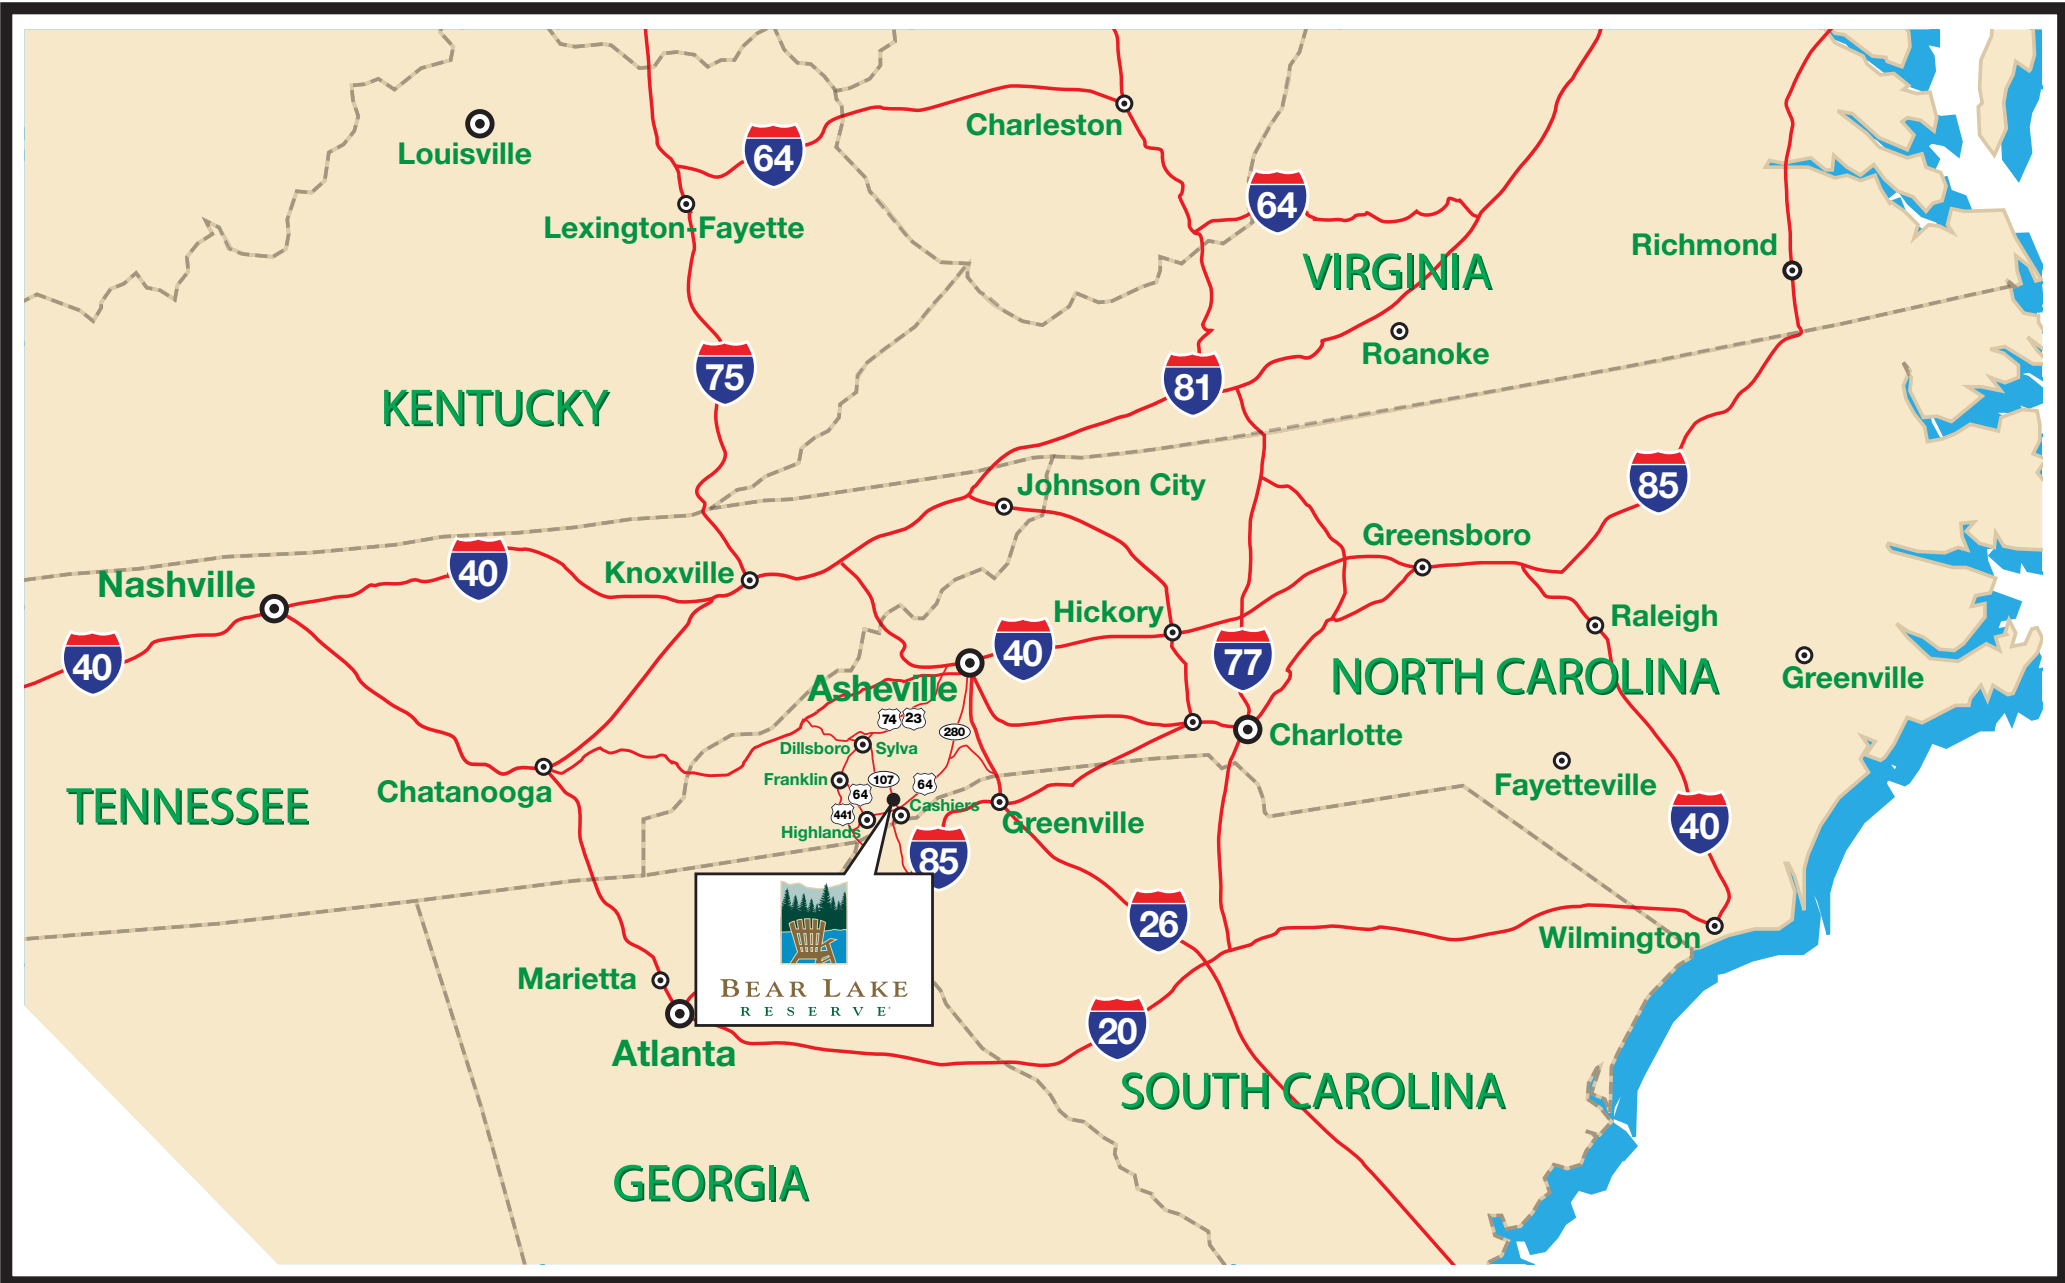 Charleston
Louisville
64
64
Lexington-Fayette
Richmond
VIRGINIA
Roanoke
75
81
KENTUCKY
Johnson City
85
Greensboro
40
Knoxville
Nashville
Hickory
Raleigh
40
40
77
NORTH CAROLINA
Greenville
Asheville
74
23
280
Charlotte
Dillsboro
Sylva
Franklin
107
64
64
Chatanooga
Fayetteville
TENNESSEE
Cashiers
441
Highlands
Greenville
40
85
26
Wilmington
Marietta
BEAR LAKE
RESERVE
20
Atlanta
SOUTH CAROLINA
GEORGIA